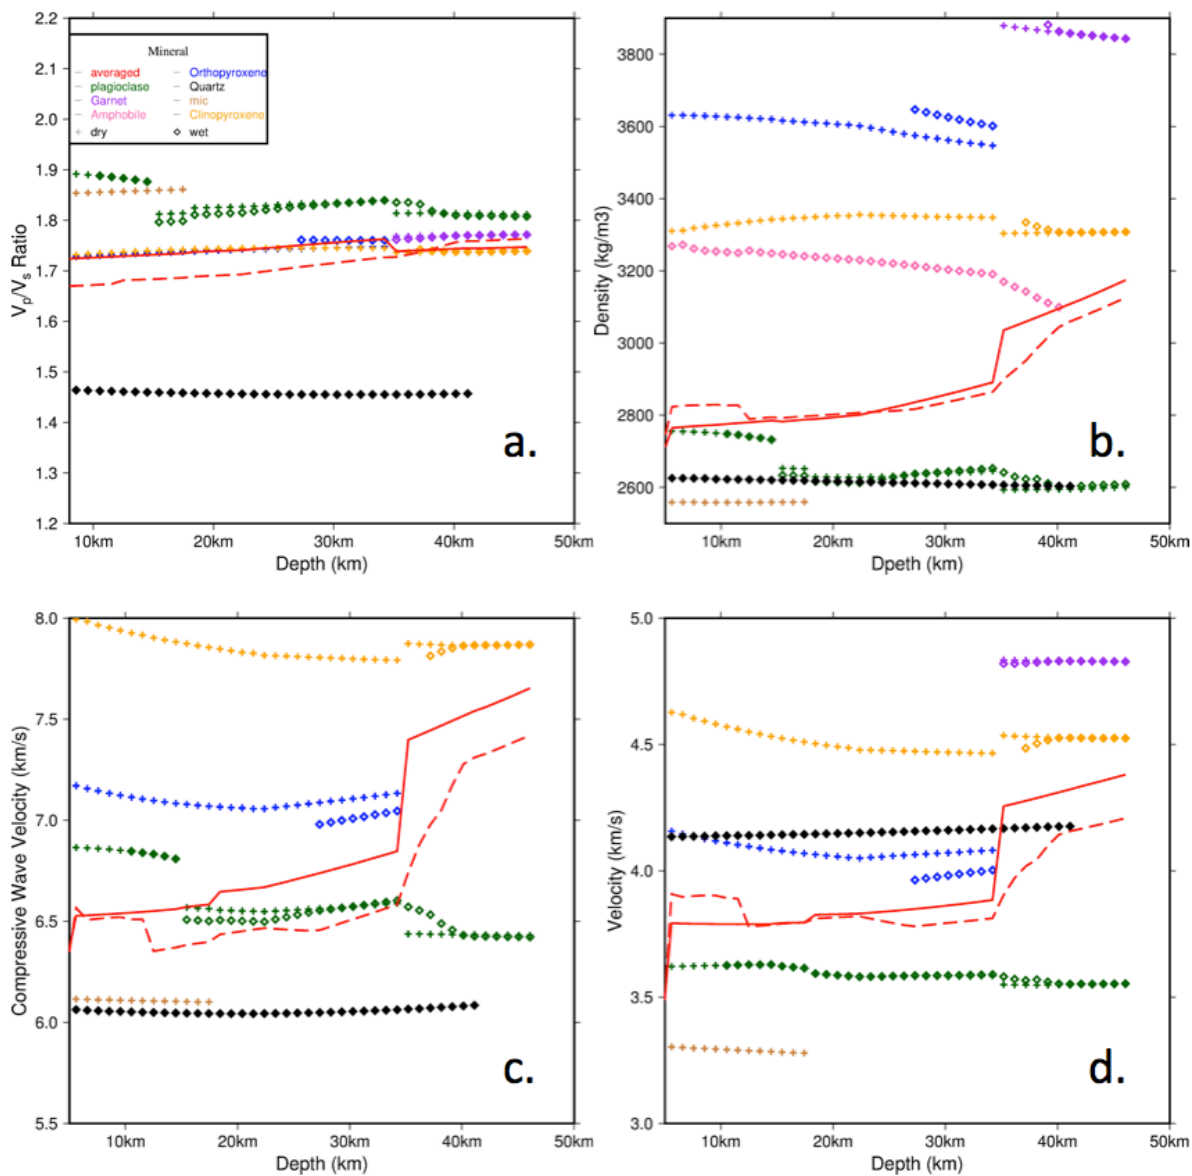 2.2
2.1
2.0
1.9
1.8
1.7
1.6
1.5
1.4
1.3
1.2
Vp/Vs Ratio
Mineral
averaged Orthopyroxene
plagioclase Quartz
Garnet mic
Amphobile Clinopyroxene
dry wet
a.
10km 20km 30km 40km 50km
Depth (km)
3800
3600
3400
3200
3000
2800
2600
Density (kg/m3)
b.
10km 20km 30km 40km 50km
Dpeth (km)
8.0
7.5
7.0
6.5
6.0
5.5
Compressive Wave Velocity (km/s)
c.
10km 20km 30km 40km 50km
Depth (km)
5.0
4.5
4.0
3.5
3.0
Velocity (km/s)
d.
10km 20km 30km 40km 50km
Depth (km)